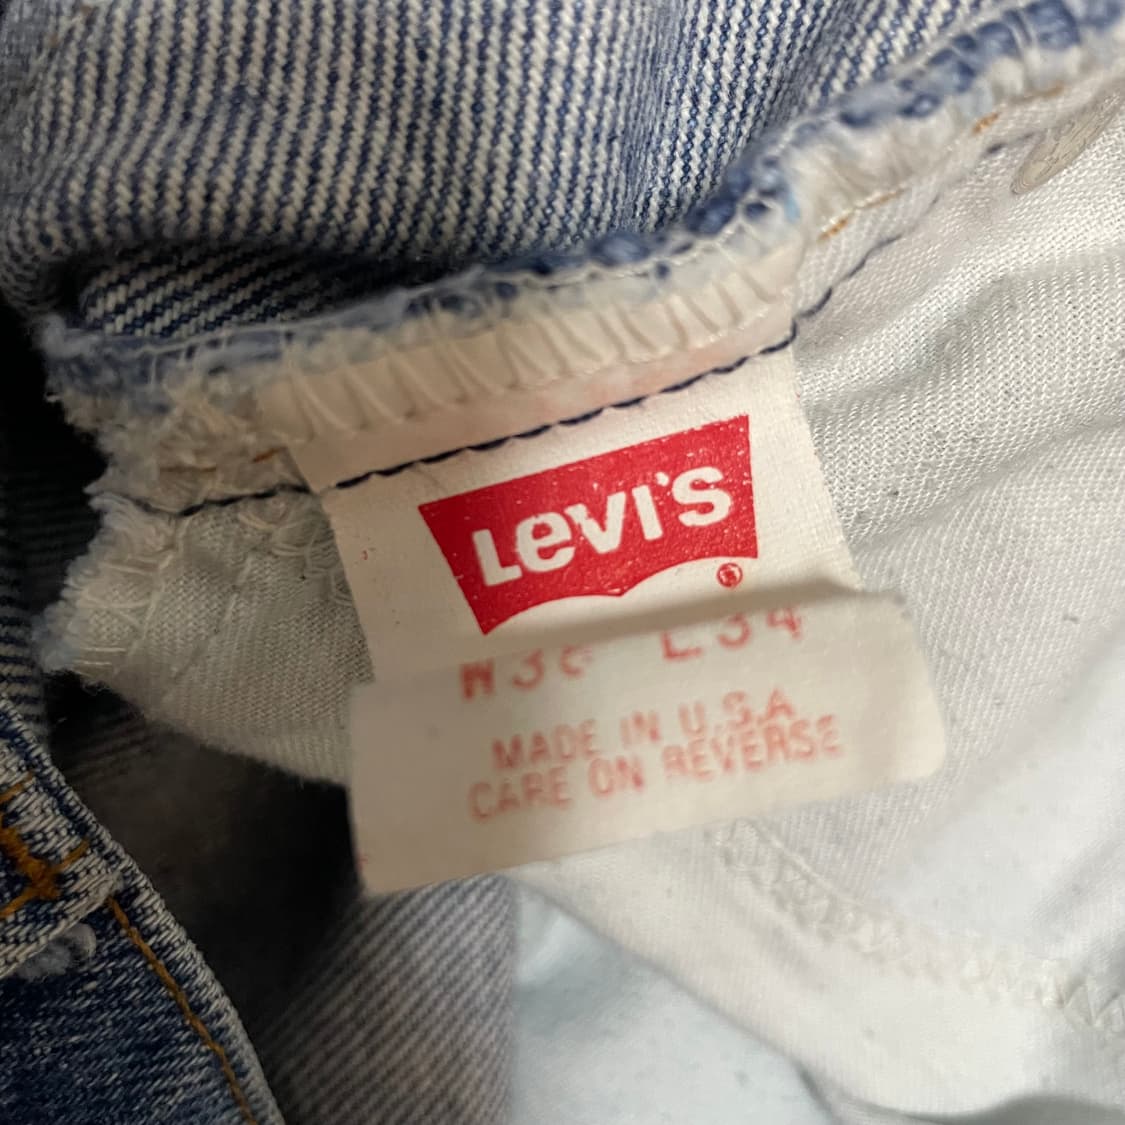 LEVI'S
®
L34
MADE IN U.S.A
CARE ON REVERSE